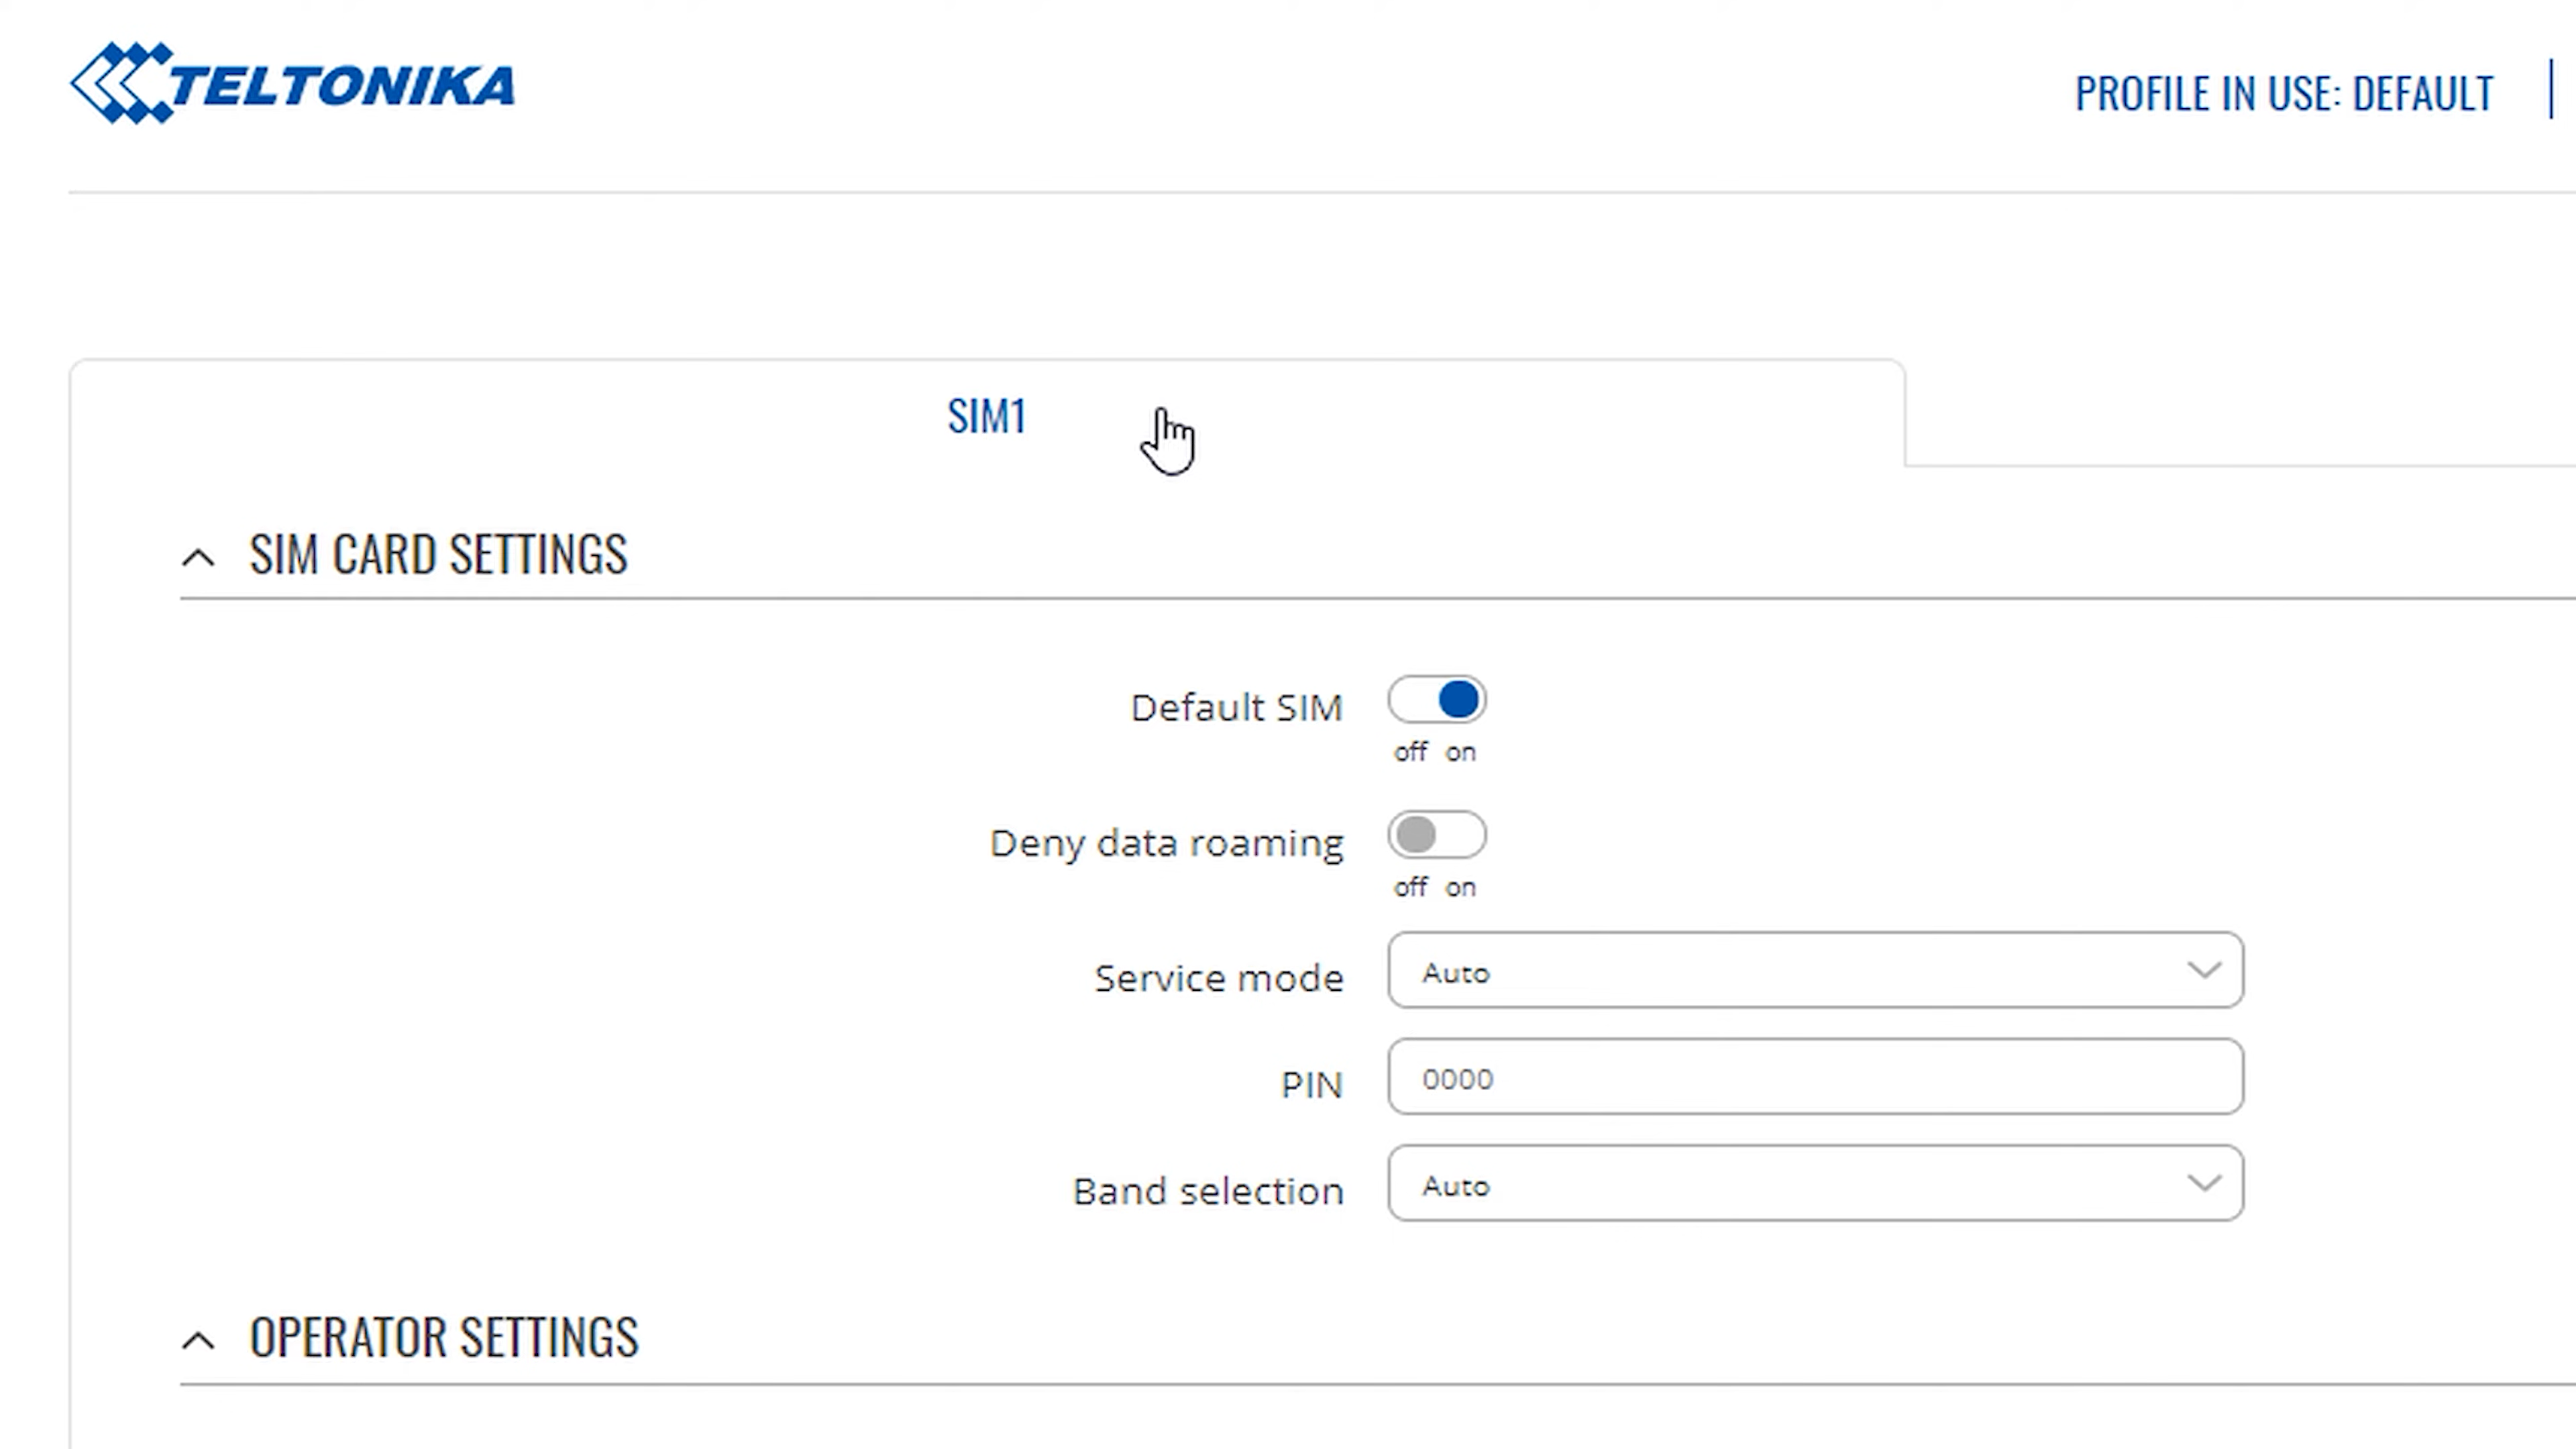 TELTONIKA
PROFILE IN USE: DEFAULT
SIM1
SIM CARD SETTINGS
Default SIM
off on
Deny data roaming
off on
Service mode Auto
PIN 0000
Band selection Auto
OPERATOR SETTINGS